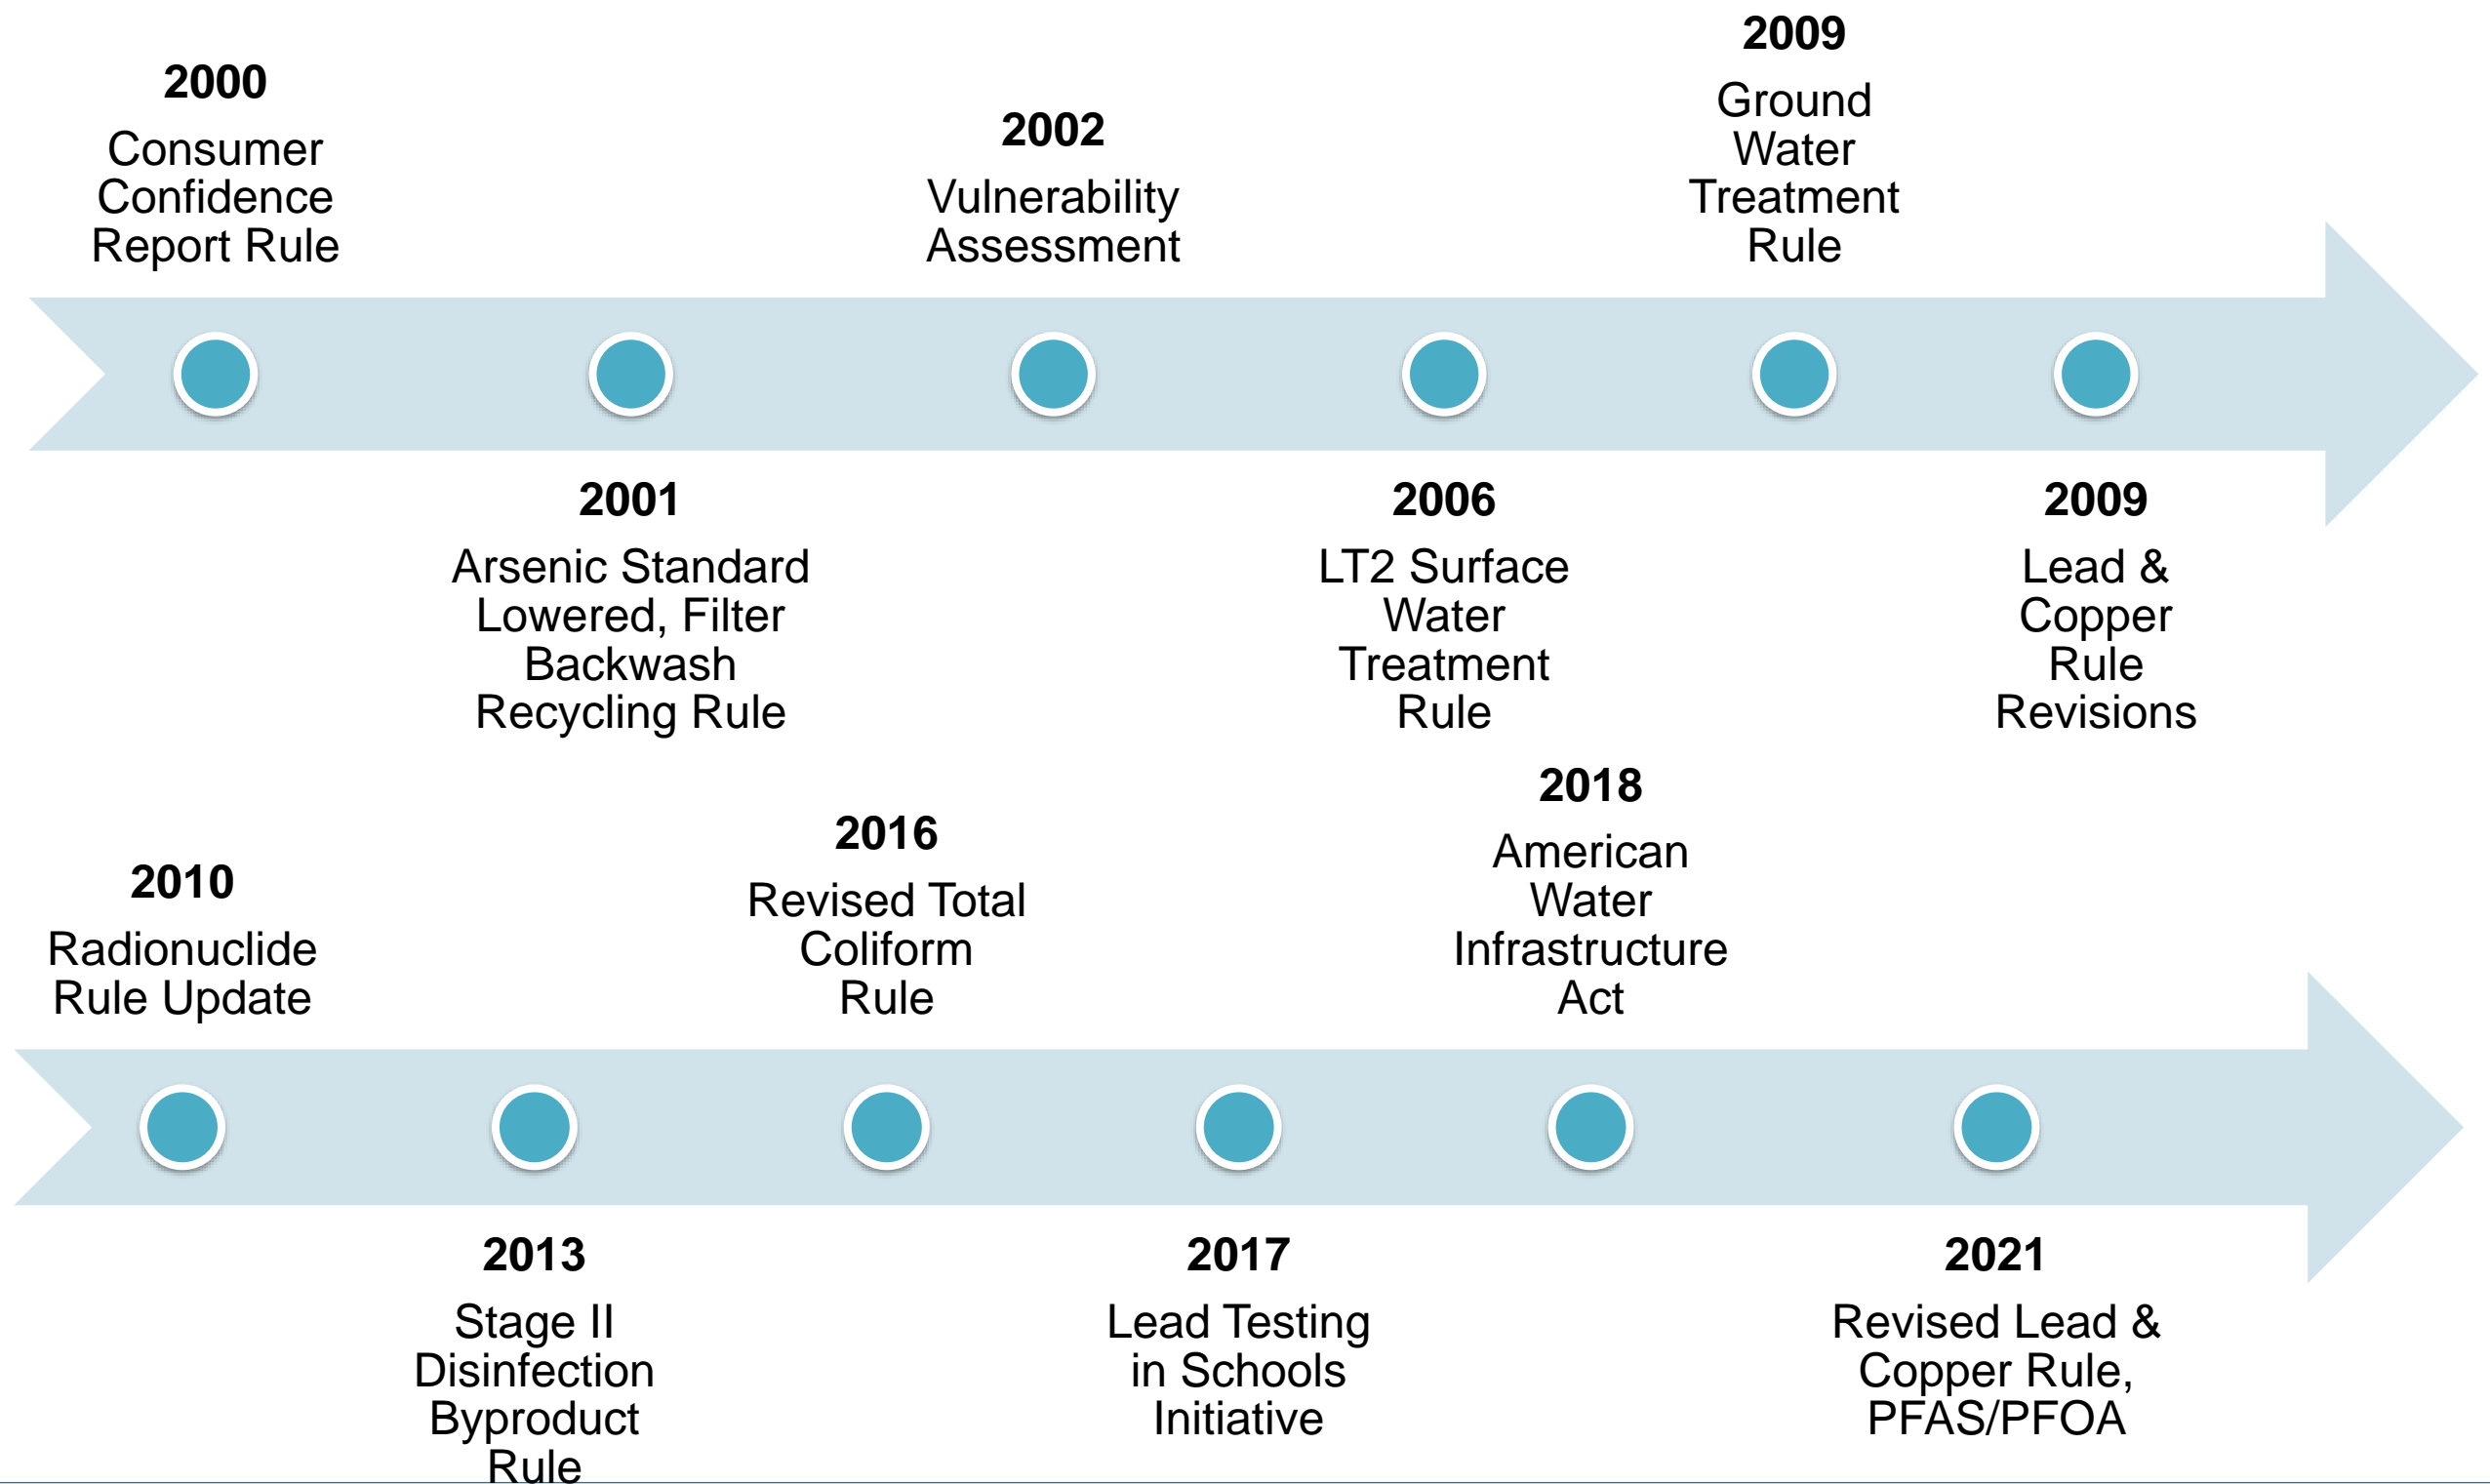 2000
Consumer
Confidence
Report Rule
2001
Arsenic Standard
Lowered, Filter
Backwash
Recycling Rule
2002
Vulnerability
Assessment
2006
LT2 Surface
Water
Treatment
Rule
2009
Ground
Water
Treatment
Rule
2009
Lead &
Copper
Rule
Revisions
2010
Radionuclide
Rule Update
2013
Stage II
Disinfection
Byproduct
Rule
2016
Revised Total
Coliform
Rule
2017
Lead Testing
in Schools
Initiative
2018
American
Water
Infrastructure
Act
2021
Revised Lead &
Copper Rule,
PFAS/PFOA